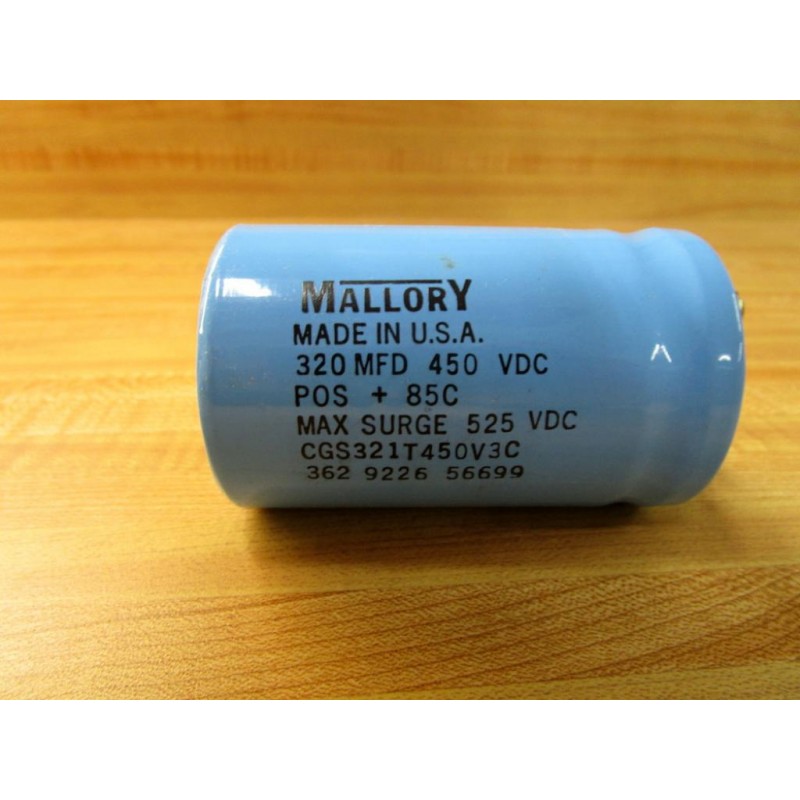 MALLORY
MADE IN U.S.A.
320 MFD 450 VDC
POS + 85C
MAX SURGE 525 VDC
CGS321T450V3C
362 9226 56699